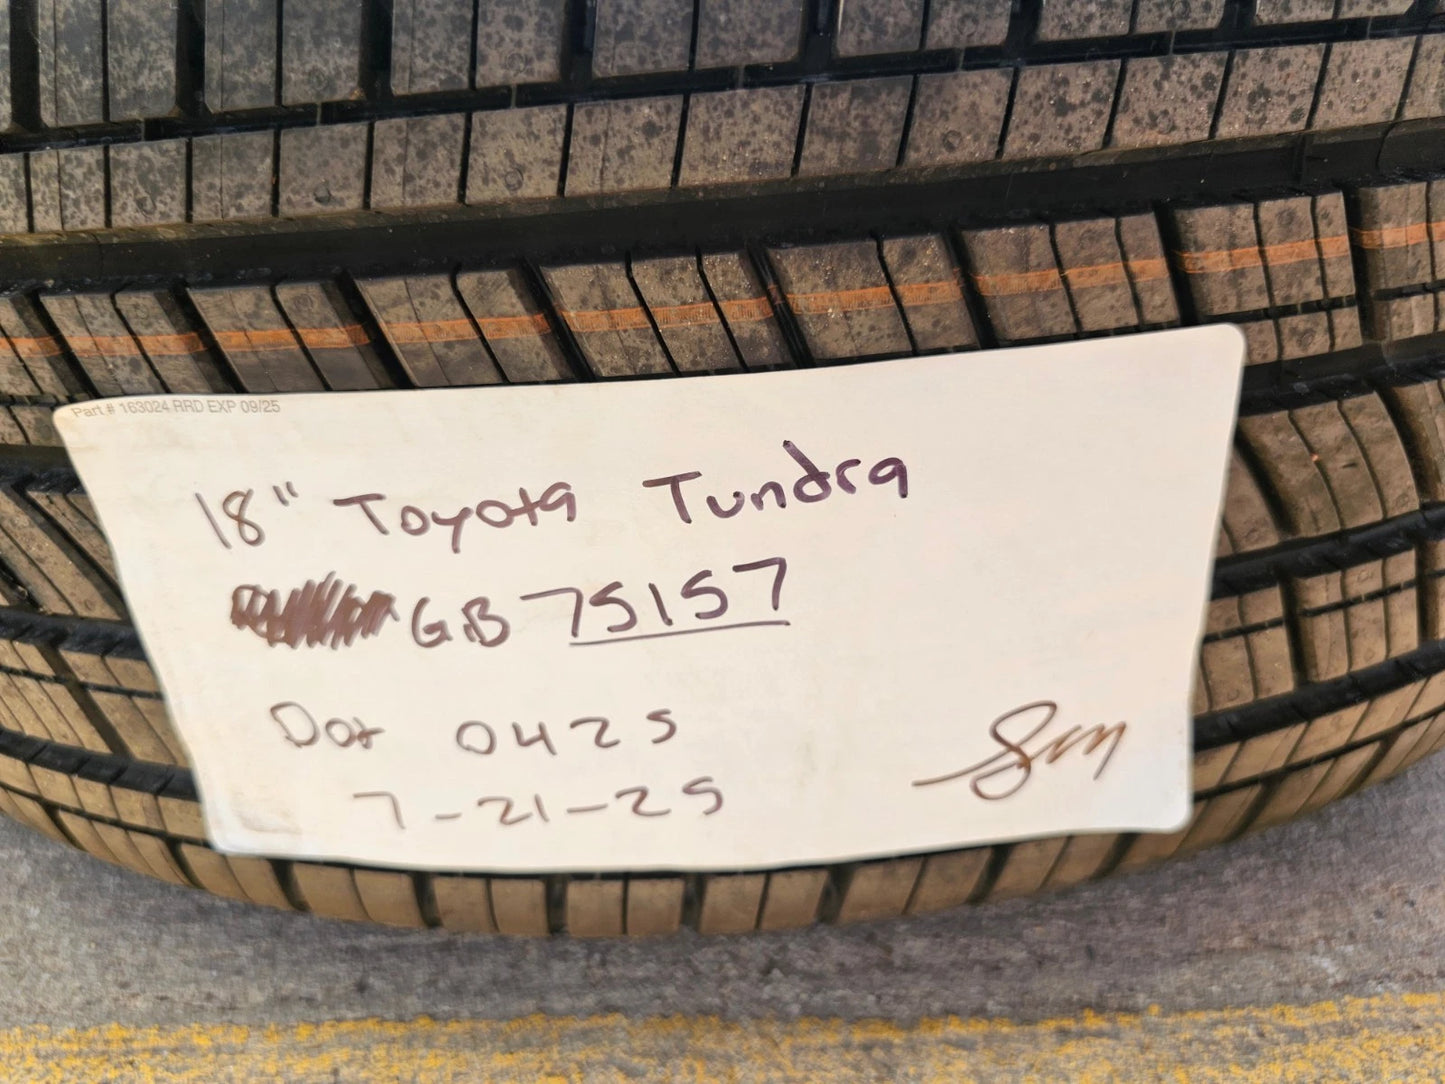 Part # 163024 RRD EXP 09/25
18" Toyota Tundra
GB 75157
Dot 0425
7-21-25